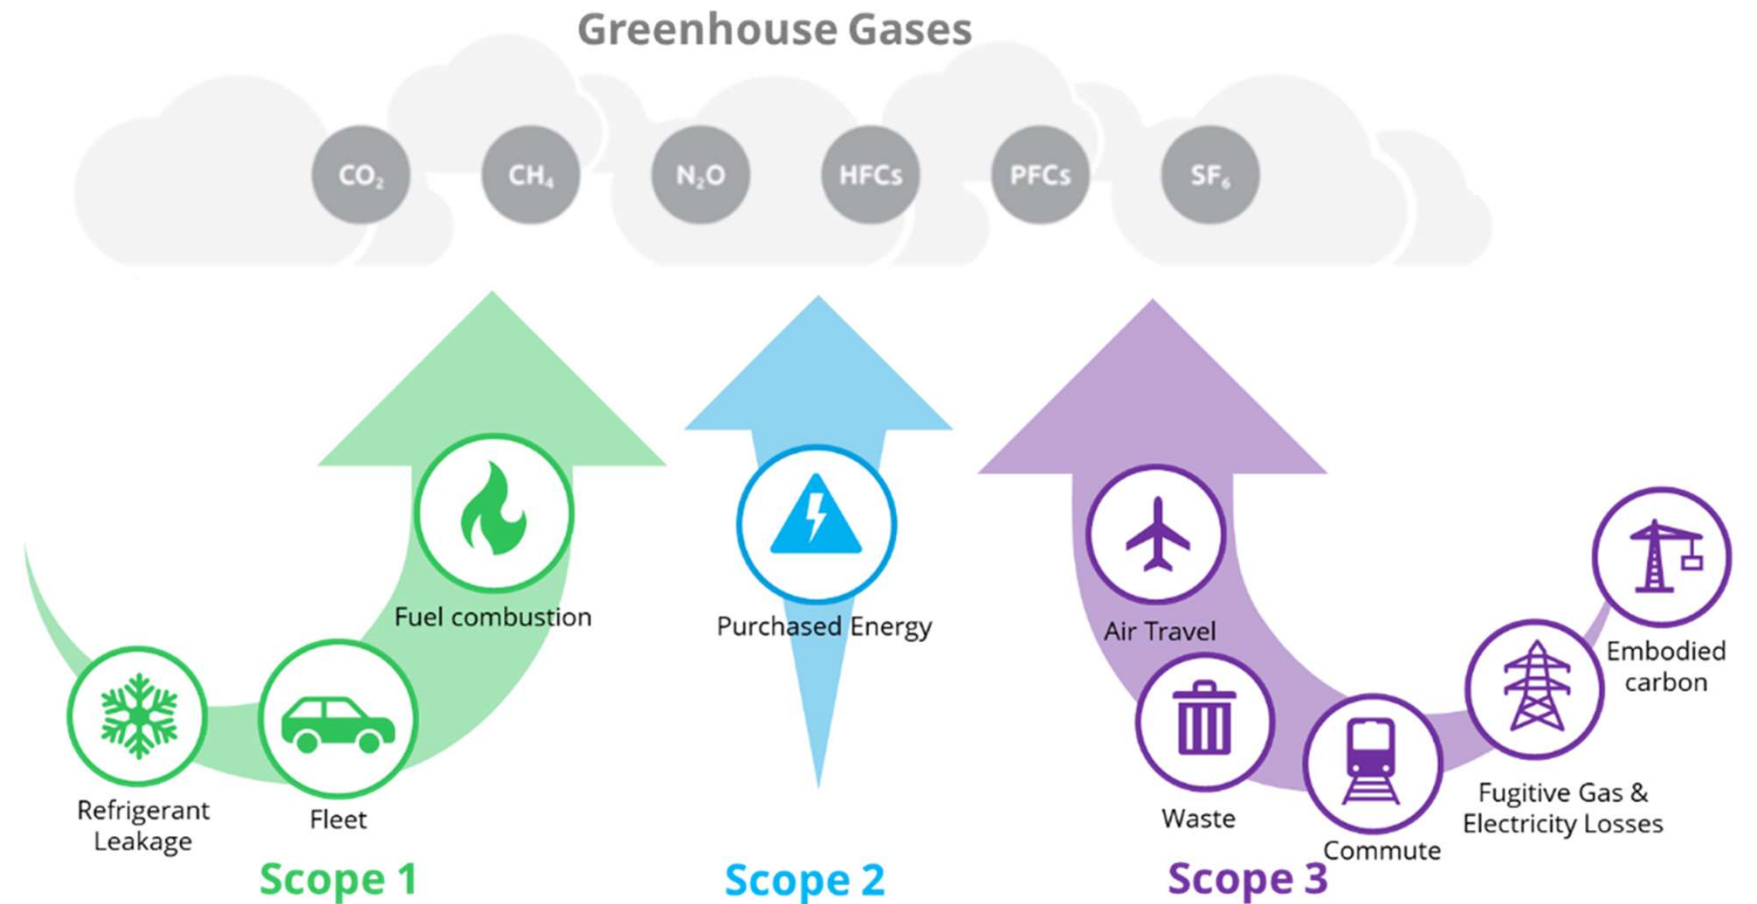 Greenhouse Gases
CO₂
CH₄
N₂O
HFCs
PFCs
SF₆
Fuel combustion
Refrigerant
Leakage
Fleet
Scope 1
Purchased Energy
Scope 2
Air Travel
Waste
Commute
Fugitive Gas &
Electricity Losses
Embodied
carbon
Scope 3